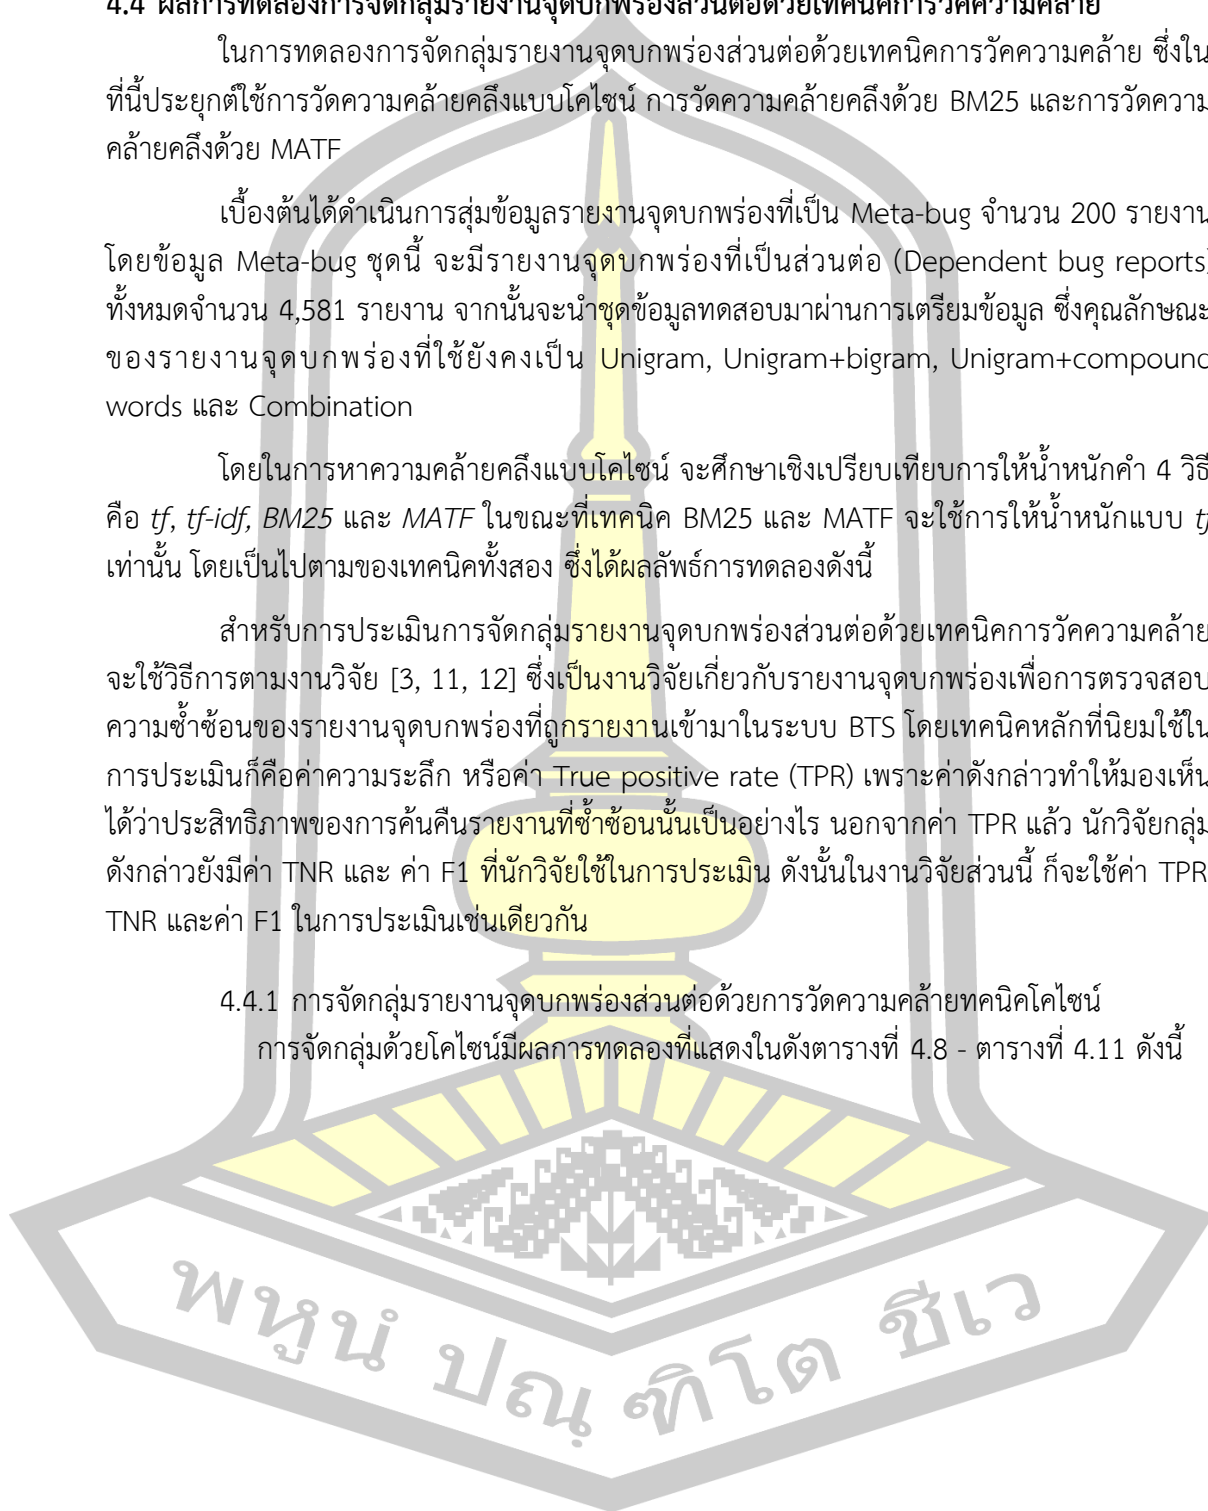 4.4 ผลการทดลองการจัดกลุ่มรายงานจุดบกพร่องส่วนต่อด้วยเทคนิคการวัคความคล้าย
ในการทดลองการจัดกลุ่มรายงานจุดบกพร่องส่วนต่อด้วยเทคนิคการวัคความคล้าย ซึ่งใน
ที่นี้ประยุกต์ใช้การวัดความคล้ายคลึงแบบโคไซน์ การวัดความคล้ายคลึงด้วย BM25 และการวัดความ
คล้ายคลึงด้วย MATF
เบื้องต้นได้ดำเนินการสุ่มข้อมูลรายงานจุดบกพร่องที่เป็น Meta-bug จำนวน 200 รายงาน
โดยข้อมูล Meta-bug ชุดนี้ จะมีรายงานจุดบกพร่องที่เป็นส่วนต่อ (Dependent bug reports)
ทั้งหมดจำนวน 4,581 รายงาน จากนั้นจะนำชุดข้อมูลทดสอบมาผ่านการเตรียมข้อมูล ซึ่งคุณลักษณะ
ของรายงานจุดบกพร่องที่ใช้ยังคงเป็น Unigram, Unigram+bigram, Unigram+compound
words และ Combination
โดยในการหาความคล้ายคลึงแบบโคไซน์ จะศึกษาเชิงเปรียบเทียบการให้น้ำหนักคำ 4 วิธี
คือ tf, tf-idf, BM25 และ MATF ในขณะที่เทคนิค BM25 และ MATF จะใช้การให้น้ำหนักแบบ tf
เท่านั้น โดยเป็นไปตามของเทคนิคทั้งสอง ซึ่งได้ผลลัพธ์การทดลองดังนี้
สำหรับการประเมินการจัดกลุ่มรายงานจุดบกพร่องส่วนต่อด้วยเทคนิคการวัคความคล้าย
จะใช้วิธีการตามงานวิจัย [3, 11, 12] ซึ่งเป็นงานวิจัยเกี่ยวกับรายงานจุดบกพร่องเพื่อการตรวจสอบ
ความซ้ำซ้อนของรายงานจุดบกพร่องที่ถูกรายงานเข้ามาในระบบ BTS โดยเทคนิคหลักที่นิยมใช้ใน
การประเมินก็คือค่าความระลึก หรือค่า True positive rate (TPR) เพราะค่าดังกล่าวทำให้มองเห็น
ได้ว่าประสิทธิภาพของการค้นคืนรายงานที่ซ้ำซ้อนนั้นเป็นอย่างไร นอกจากค่า TPR แล้ว นักวิจัยกลุ่ม
ดังกล่าวยังมีค่า TNR และ ค่า F1 ที่นักวิจัยใช้ในการประเมิน ดังนั้นในงานวิจัยส่วนนี้ ก็จะใช้ค่า TPR
TNR และค่า F1 ในการประเมินเช่นเดียวกัน
4.4.1 การจัดกลุ่มรายงานจุดบกพร่องส่วนต่อด้วยการวัดความคล้ายทคนิคโคไซน์
การจัดกลุ่มด้วยโคไซน์มีผลการทดลองที่แสดงในดังตารางที่ 4.8 - ตารางที่ 4.11 ดังนี้
พหูนํ ปณฺฑิโต ชีเว